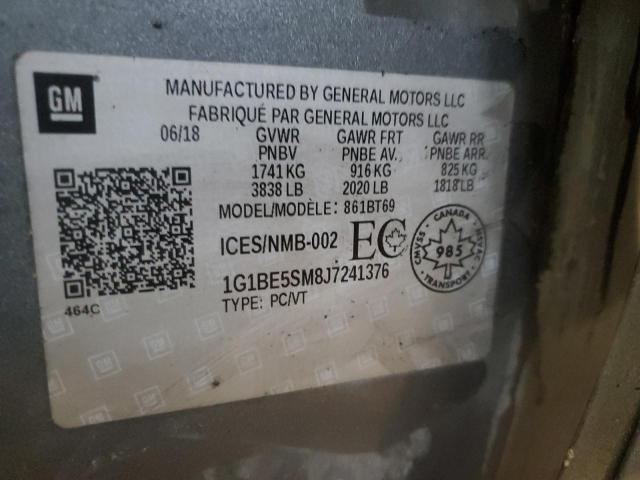 GM
MANUFACTURED BY GENERAL MOTORS LLC
FABRIQUÉ PAR GENERAL MOTORS LLC
06/18 GVWR GAWR FRT GAWR RR
PNBV PNBE AV. PNBE ARR.
1741 KG 916 KG 825 KG
3838 LB 2020 LB 1818 LB
MODEL/MODÈLE: 861BT69
ICES/NMB-002 EC
CANADA
CMVSS 985 NSVAC
TRANSPORT
1G1BE5SM8J7241376
TYPE: PC/VT
464C